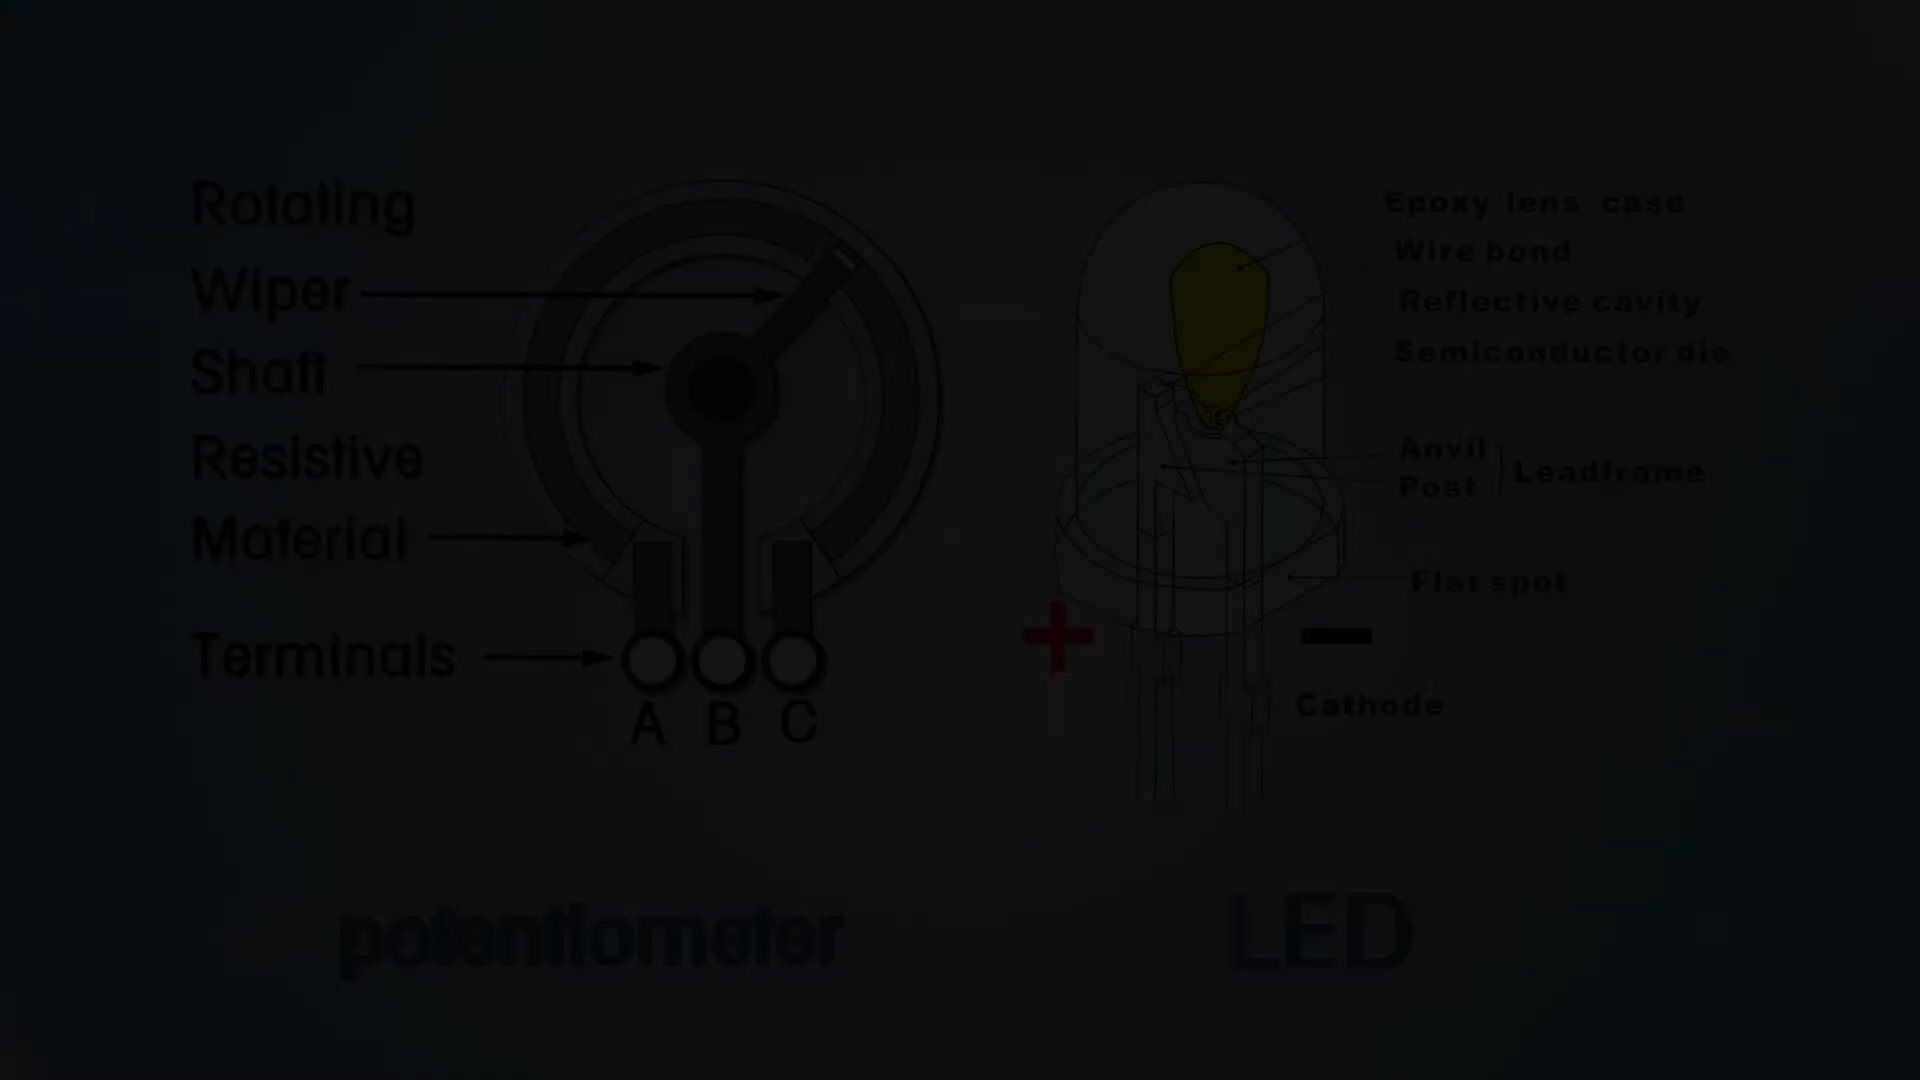 Rotating
Wiper
Shaft
Resistive
Material
Terminals
A B C
potentiometer
Epoxy lens case
Wire bond
Reflective cavity
Semiconductor die
Anvil
Post
Leadframe
Flat spot
+ −
Cathode
LED